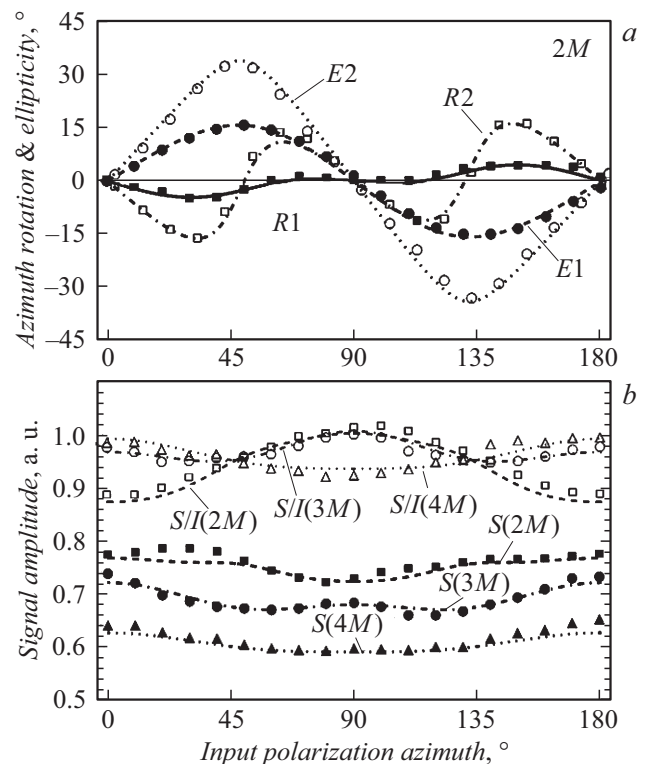 a
2M
45
30
15
0
–15
–30
–45
Azimuth rotation & ellipticity, °
E2
R2
R1
E1
0 45 90 135 180
b
1.0
0.9
0.8
0.7
0.6
0.5
Signal amplitude, a. u.
S/I(2M) S/I(3M) S/I(4M)
S(2M)
S(3M)
S(4M)
0 45 90 135 180
Input polarization azimuth, °